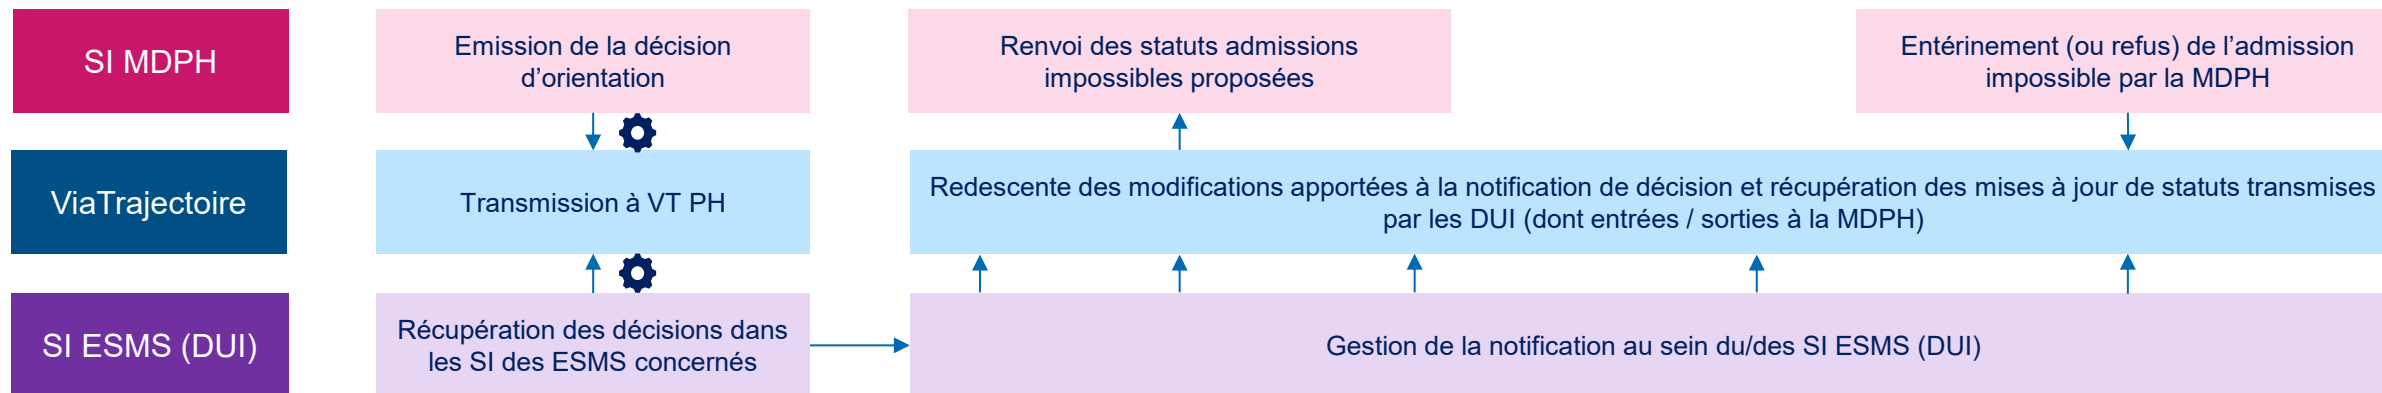 SI MDPH
Emission de la décision
d’orientation
Renvoi des statuts admissions
impossibles proposées
Entérinement (ou refus) de l’admission
impossible par la MDPH
ViaTrajectoire
Transmission à VT PH
Redescente des modifications apportées à la notification de décision et récupération des mises à jour de statuts transmises
par les DUI (dont entrées / sorties à la MDPH)
SI ESMS (DUI)
Récupération des décisions dans
les SI des ESMS concernés
Gestion de la notification au sein du/des SI ESMS (DUI)